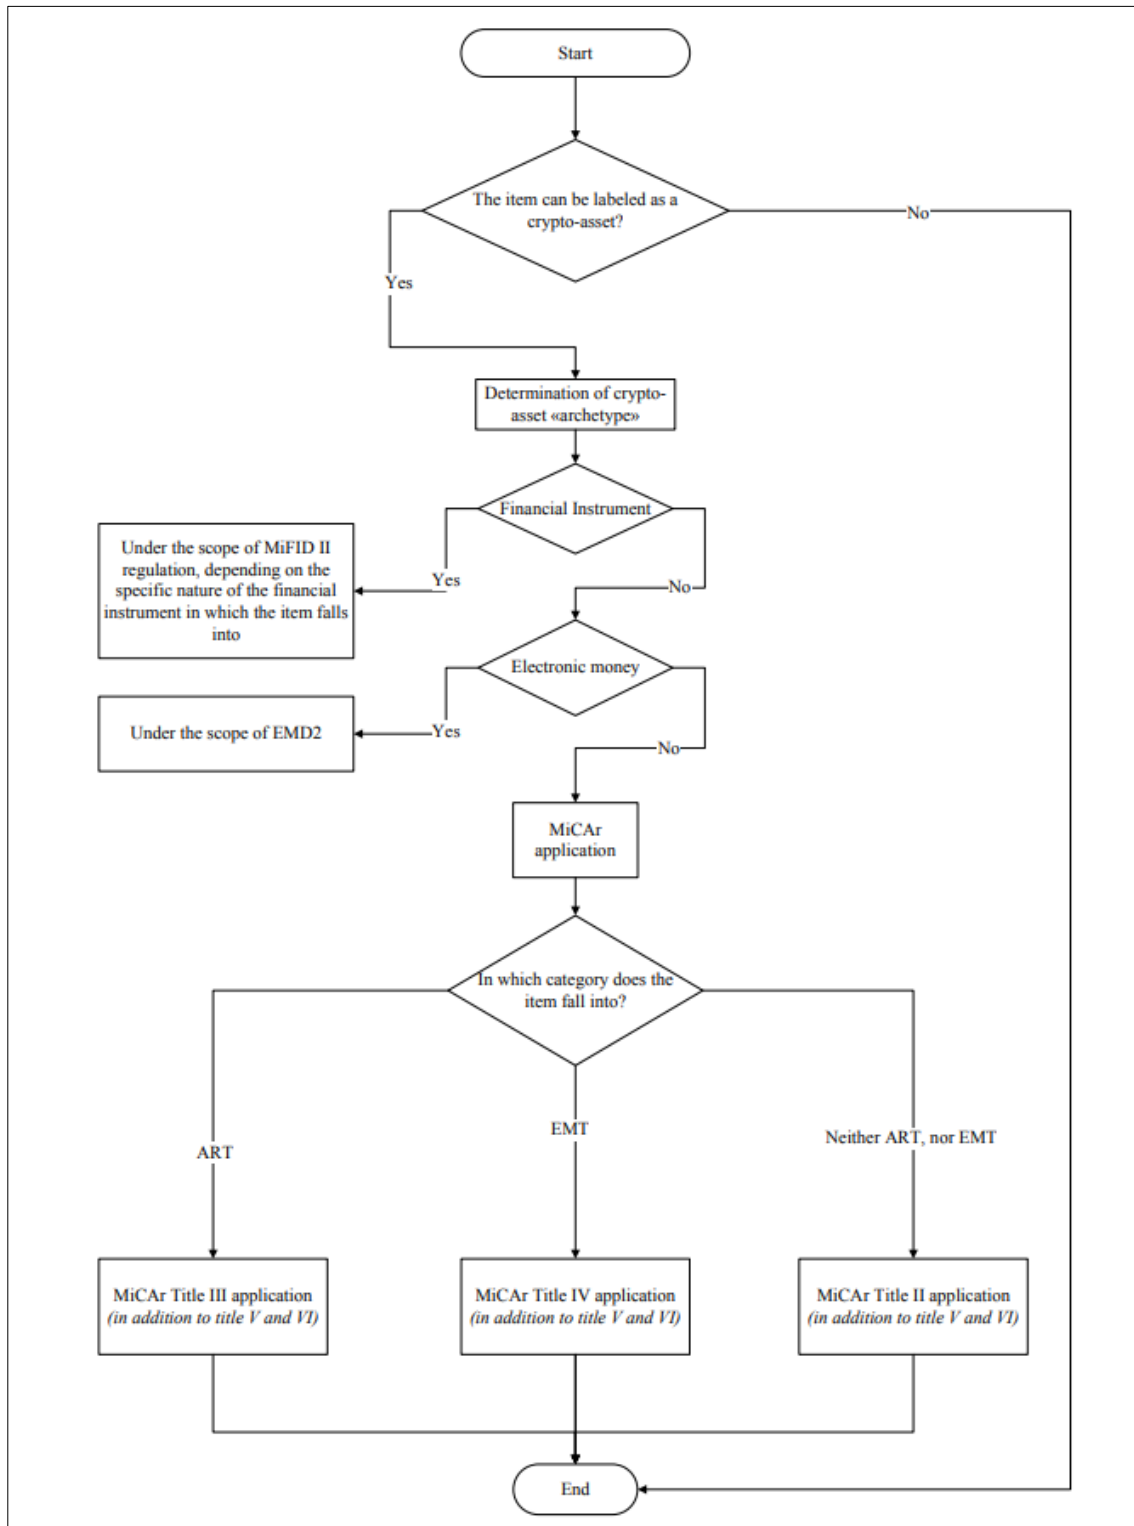 Start
The item can be labeled as a
crypto-asset?
No
Yes
Determination of crypto-
asset «archetype»
Financial Instrument
Under the scope of MiFID II
regulation, depending on the
specific nature of the financial
instrument in which the item falls
into
Yes
No
Electronic money
Under the scope of EMD2
Yes
No
MiCAr
application
In which category does the
item fall into?
ART
EMT
Neither ART, nor EMT
MiCAr Title III application
(in addition to title V and VI)
MiCAr Title IV application
(in addition to title V and VI)
MiCAr Title II application
(in addition to title V and VI)
End